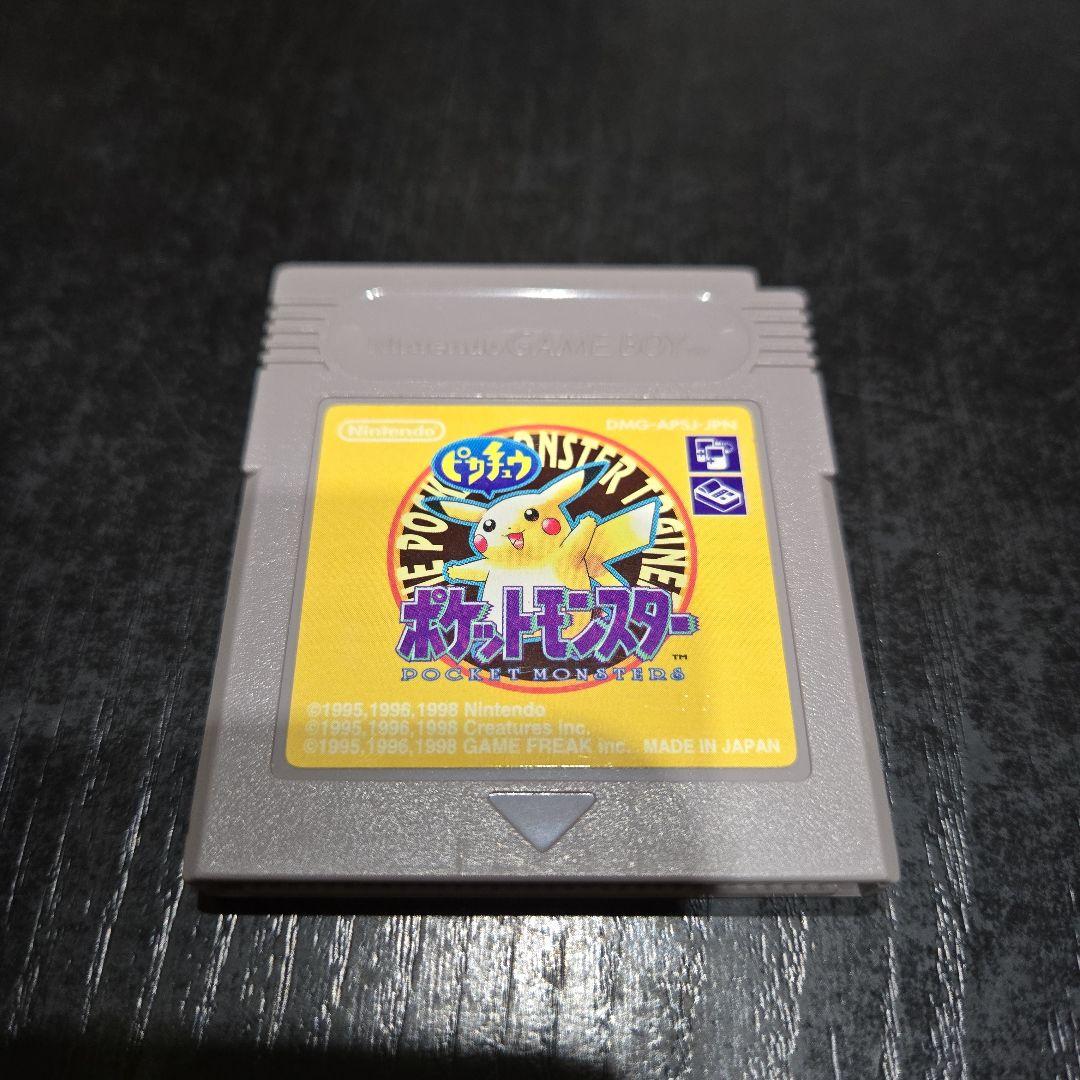 Nintendo GAME BOY TM
Nintendo
DMG-APSJ-JPN
ピカチュウ
ポケットモンスター
TM
POCKET MONSTERS
©1995,1996,1998 Nintendo
©1995,1996,1998 Creatures inc.
©1995,1996,1998 GAME FREAK inc. MADE IN JAPAN